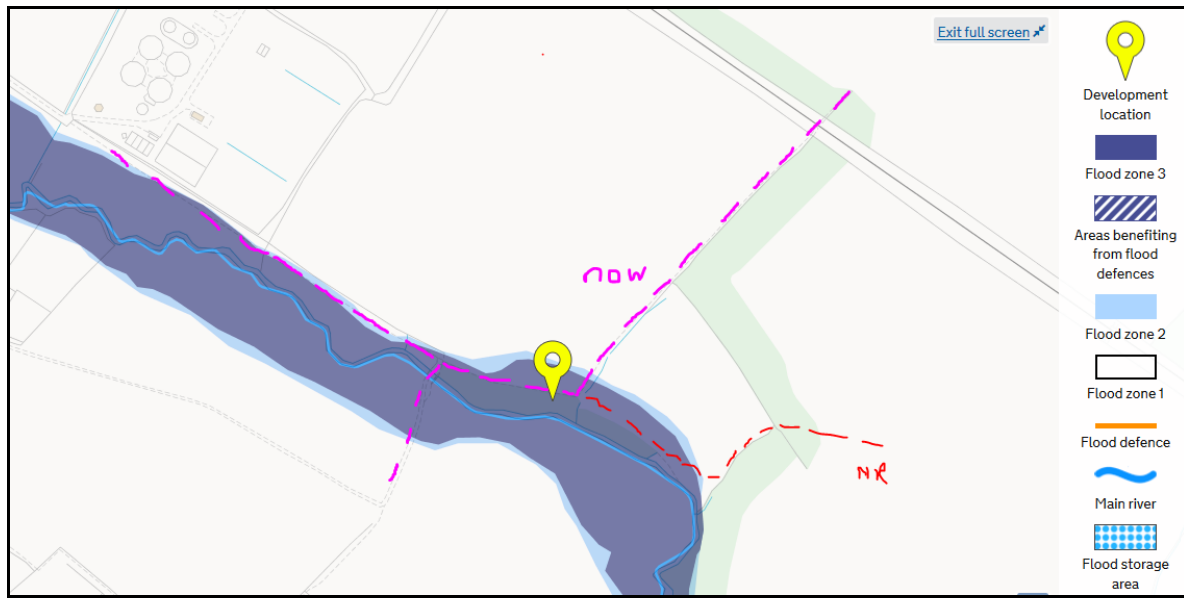 Exit full screen
Development
location
Flood zone 3
Areas benefiting
from flood
defences
Flood zone 2
Flood zone 1
Flood defence
Main river
Flood storage
area
now
NR